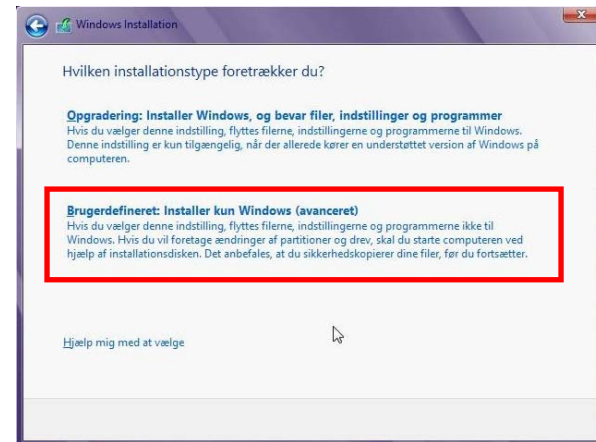 Windows Installation
Hvilken installationstype foretrækker du?
Opgradering: Installer Windows, og bevar filer, indstillinger og programmer
Hvis du vælger denne indstilling, flyttes filerne, indstillingerne og programmerne til Windows.
Denne indstilling er kun tilgængelig, når der allerede kører en understøttet version af Windows på
computeren.
Brugerdefineret: Installer kun Windows (avanceret)
Hvis du vælger denne indstilling, flyttes filerne, indstillingerne og programmerne ikke til
Windows. Hvis du vil foretage ændringer af partitioner og drev, skal du starte computeren ved
hjælp af installationsdisken. Det anbefales, at du sikkerhedskopierer dine filer, før du fortsætter.
Hjælp mig med at vælge